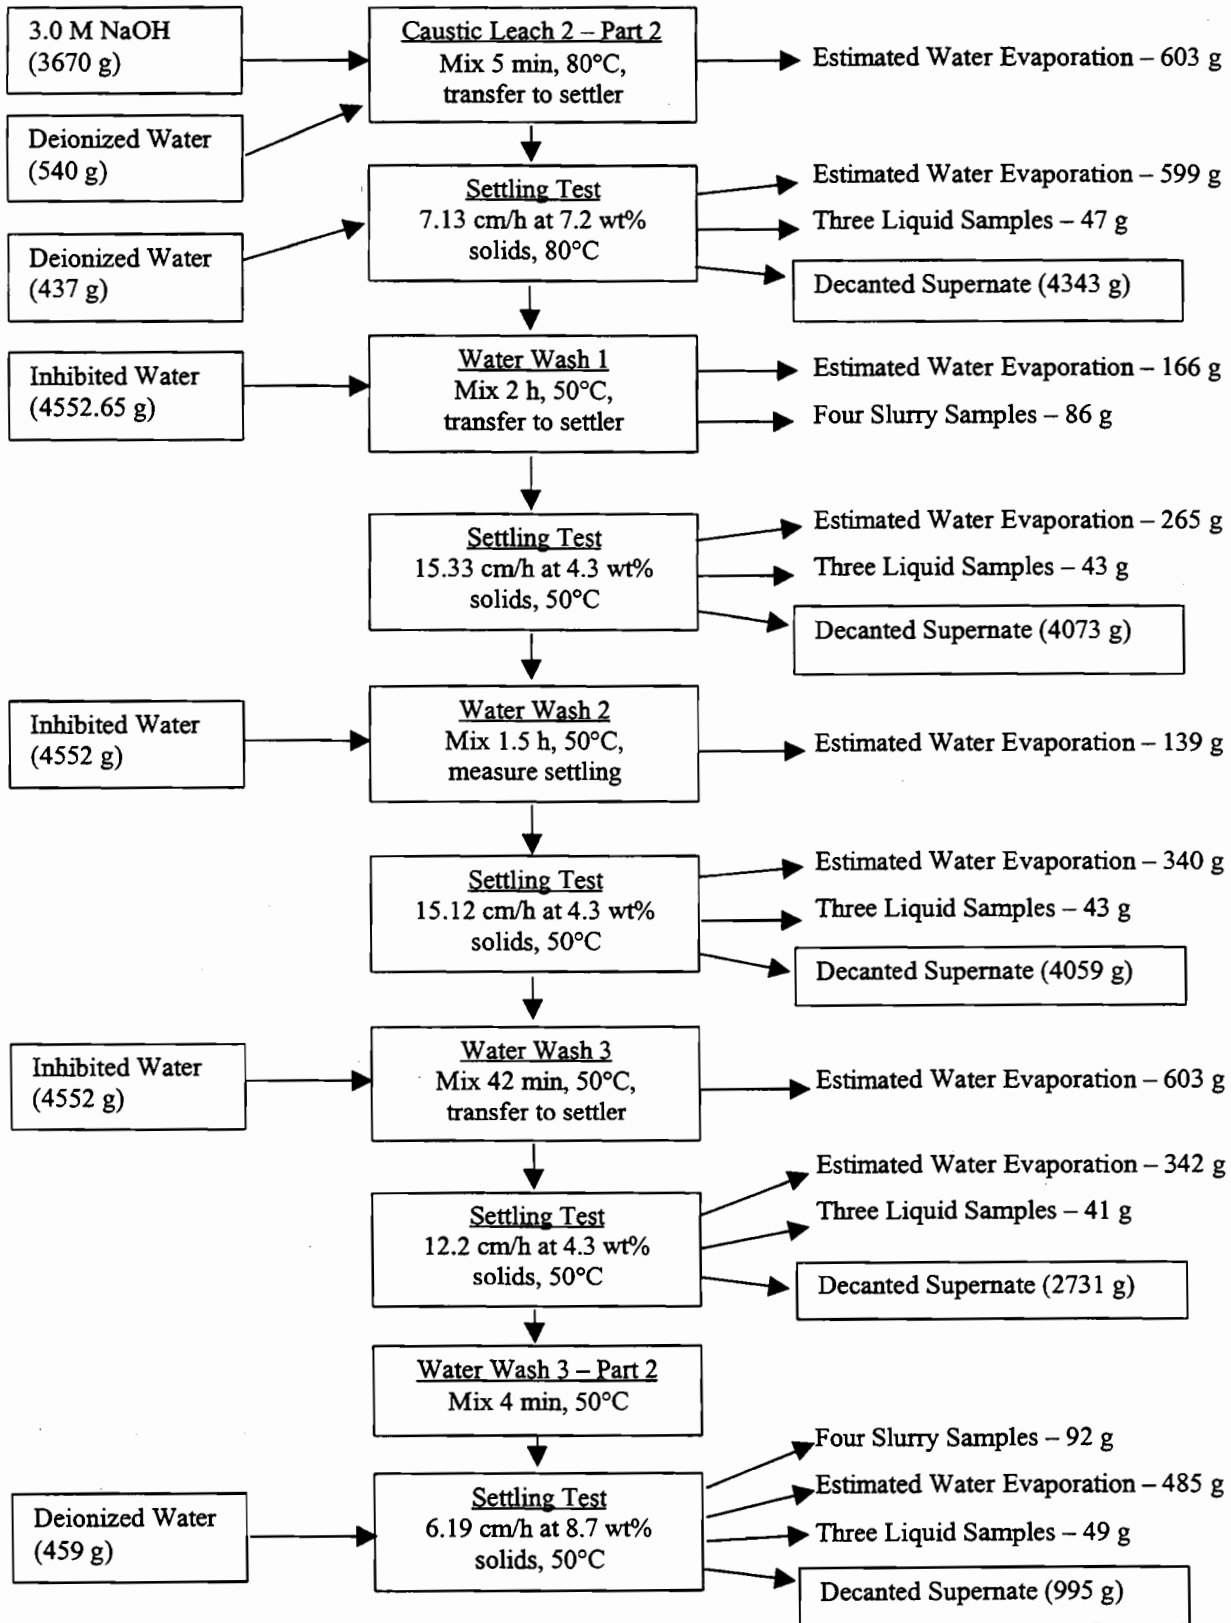 3.0 M NaOH
(3670 g)
Caustic Leach 2 – Part 2
Mix 5 min, 80°C,
transfer to settler
Estimated Water Evaporation – 603 g
Deionized Water
(540 g)
Settling Test
7.13 cm/h at 7.2 wt%
solids, 80°C
Estimated Water Evaporation – 599 g
Three Liquid Samples – 47 g
Decanted Supernate (4343 g)
Deionized Water
(437 g)
Inhibited Water
(4552.65 g)
Water Wash 1
Mix 2 h, 50°C,
transfer to settler
Estimated Water Evaporation – 166 g
Four Slurry Samples – 86 g
Settling Test
15.33 cm/h at 4.3 wt%
solids, 50°C
Estimated Water Evaporation – 265 g
Three Liquid Samples – 43 g
Decanted Supernate (4073 g)
Inhibited Water
(4552 g)
Water Wash 2
Mix 1.5 h, 50°C,
measure settling
Estimated Water Evaporation – 139 g
Settling Test
15.12 cm/h at 4.3 wt%
solids, 50°C
Estimated Water Evaporation – 340 g
Three Liquid Samples – 43 g
Decanted Supernate (4059 g)
Inhibited Water
(4552 g)
Water Wash 3
Mix 42 min, 50°C,
transfer to settler
Estimated Water Evaporation – 603 g
Settling Test
12.2 cm/h at 4.3 wt%
solids, 50°C
Estimated Water Evaporation – 342 g
Three Liquid Samples – 41 g
Decanted Supernate (2731 g)
Water Wash 3 – Part 2
Mix 4 min, 50°C
Deionized Water
(459 g)
Settling Test
6.19 cm/h at 8.7 wt%
solids, 50°C
Four Slurry Samples – 92 g
Estimated Water Evaporation – 485 g
Three Liquid Samples – 49 g
Decanted Supernate (995 g)